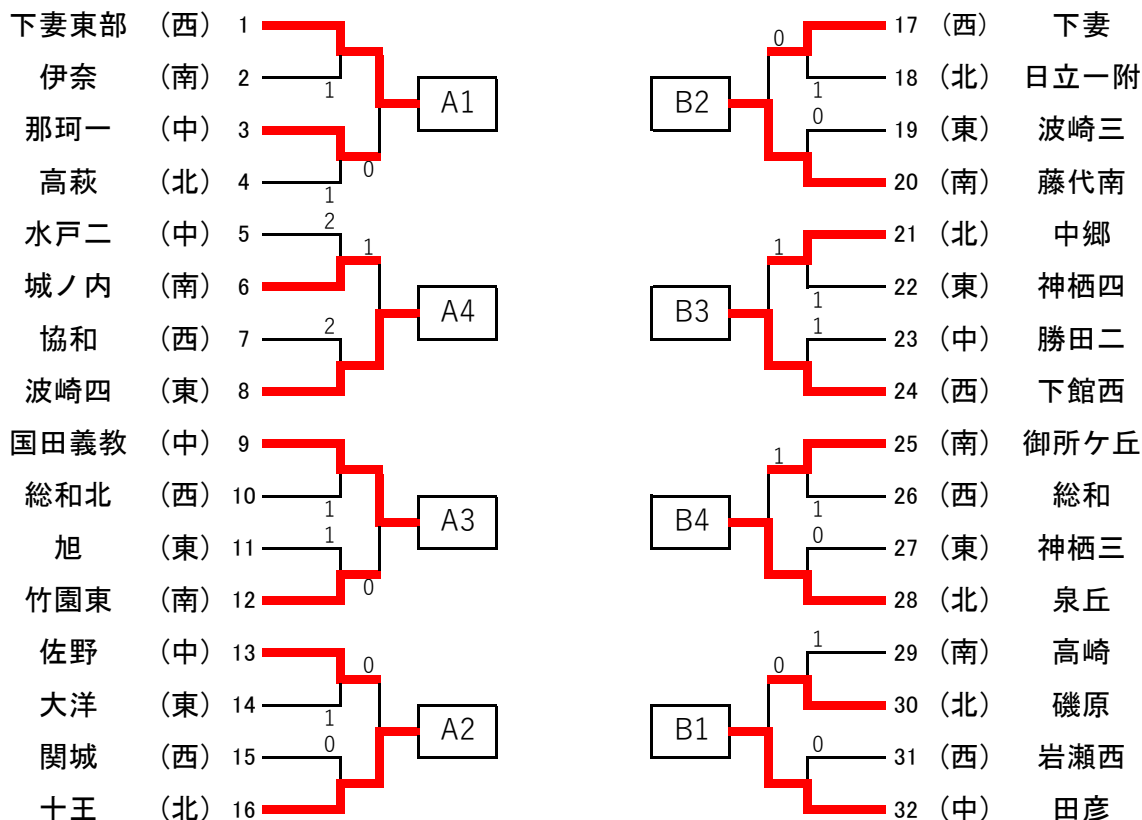 下妻東部 （西） 1
伊奈 （南） 2
1
那珂一 （中） 3
高萩 （北） 4
1
0
A1
水戸二 （中） 5
2
城ノ内 （南） 6
1
協和 （西） 7
2
波崎四 （東） 8
A4
国田義教 （中） 9
総和北 （西） 10
1
旭 （東） 11
1
竹園東 （南） 12
0
A3
佐野 （中） 13
0
大洋 （東） 14
1
関城 （西） 15
0
十王 （北） 16
A2
0
17 （西） 下妻
18 （北） 日立一附
1
B2
0
19 （東） 波崎三
20 （南） 藤代南
21 （北） 中郷
1
22 （東） 神栖四
1
B3
1
23 （中） 勝田二
24 （西） 下館西
25 （南） 御所ケ丘
1
26 （西） 総和
1
B4
0
27 （東） 神栖三
28 （北） 泉丘
1
29 （南） 高崎
0
30 （北） 磯原
B1
0
31 （西） 岩瀬西
32 （中） 田彦